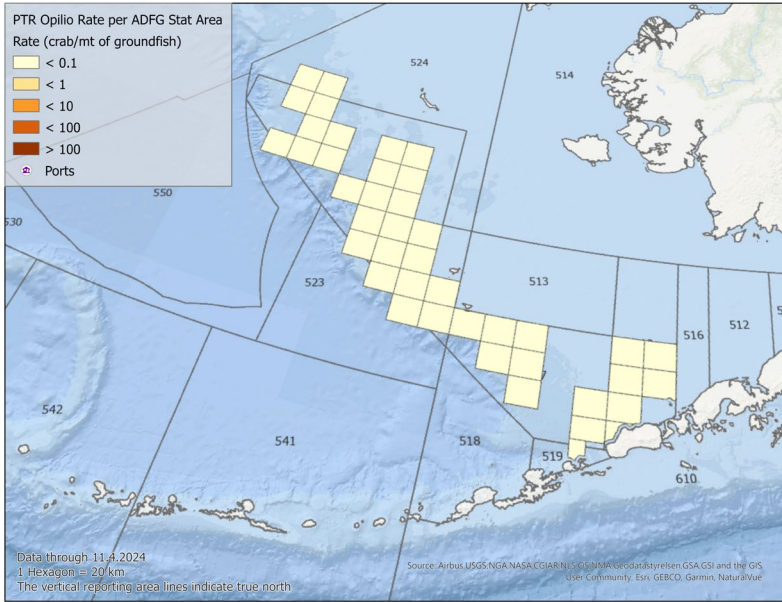 PTR Opilio Rate per ADFG Stat Area
Rate (crab/mt of groundfish)
< 0.1
< 1
< 10
< 100
> 100
Ports
524
514
550
530
523
513
516
512
5
542
541
518
519
610
Data through 11.4.2024
1 Hexagon = 20 km
The vertical reporting area lines indicate true north
Source: Airbus,USGS,NGA,NASA,CGIAR,NLS,OS,NMA,Geodatastyrelsen,GSA,GSI and the GIS
User Community, Esri, GEBCO, Garmin, NaturalVue